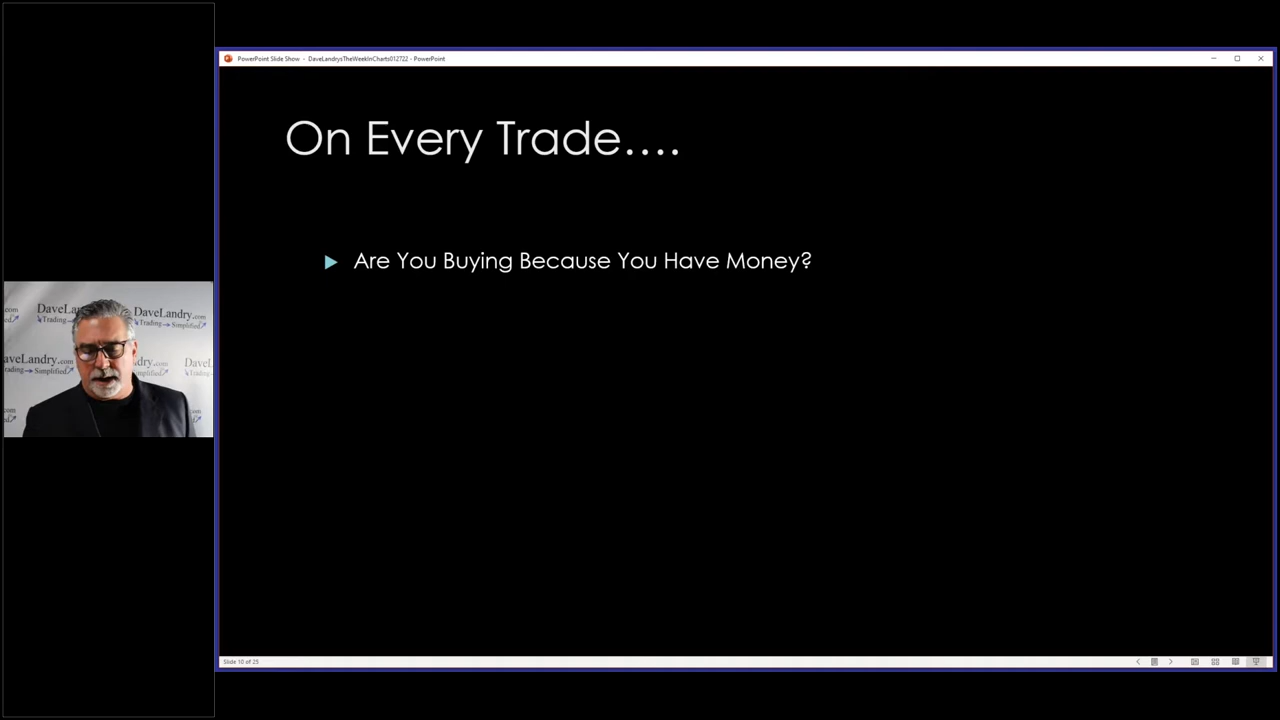 PowerPoint Slide Show - DaveLandrysTheWeekInCharts012722 - PowerPoint
On Every Trade....
Are You Buying Because You Have Money?
DaveLandry.com
Trading Simplified
Slide 10 of 25